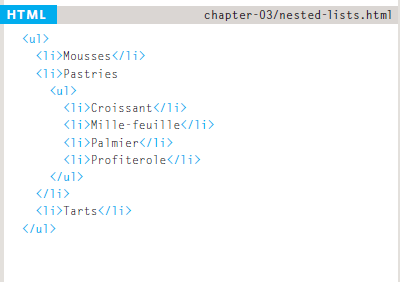 HTML chapter-03/nested-lists.html
<ul>
<li>Mousses</li>
<li>Pastries
<ul>
<li>Croissant</li>
<li>Mille-feuille</li>
<li>Palmier</li>
<li>Profiterole</li>
</ul>
</li>
<li>Tarts</li>
</ul>